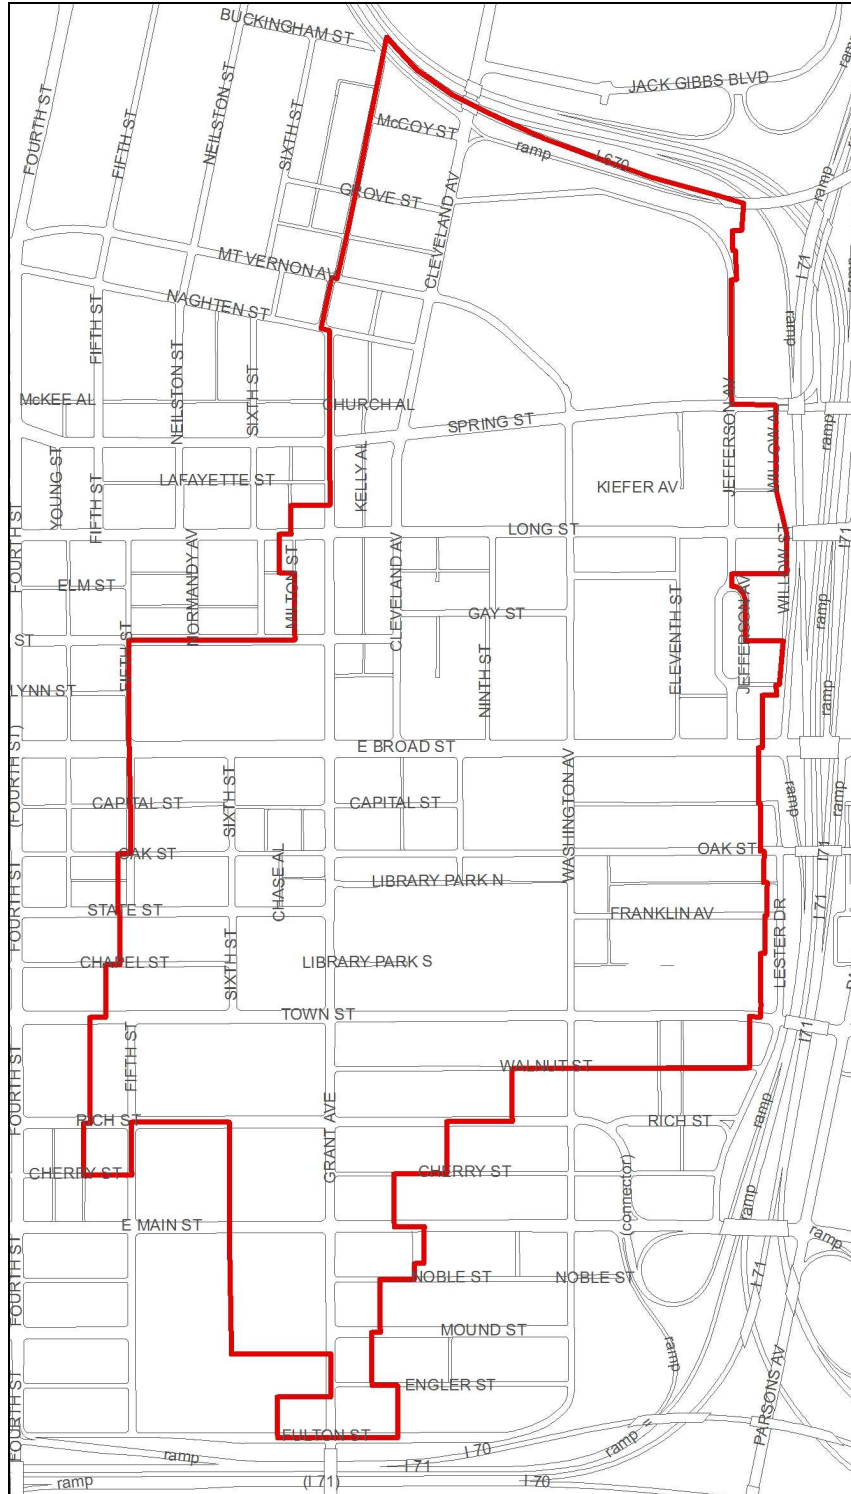 BUCKINGHAM ST
JACK GIBBS BLVD
ramp
FOURTH ST
FIFTH ST
NEILSTON ST
SIXTH ST
McCOY ST
ramp
I-670
ramp
GROVE ST
CLEVELAND AV
MT VERNON AV
I 71
ramp
NAGHTEN ST
FIFTH ST
NEILSTON ST
SIXTH ST
ramp
McKEE AL
CHURCH AL
SPRING ST
JEFFERSON AV
WILLOW AL
ramp
YOUNG ST
FIFTH ST
LAFAYETTE ST
KELLY AL
KIEFER AV
FOURTH ST
LONG ST
I71
ELM ST
NORMANDY AV
MILTON ST
CLEVELAND AV
GAY ST
ELEVENTH ST
JEFFERSON AV
WILLOW ST
ramp
ST
FIFTH ST
LYNN ST
NINTH ST
ramp
E BROAD ST
(FOURTH ST)
CAPITAL ST
SIXTH ST
CAPITAL ST
WASHINGTON AV
ramp
ramp
OAK ST
OAK ST
I71
FOURTH ST
CHASE AL
LIBRARY PARK N
STATE ST
FRANKLIN AV
I 71
CHAPEL ST
SIXTH ST
LIBRARY PARK S
LESTER DR
TOWN ST
I71
FOURTH ST
FIFTH ST
WALNUT ST
RICH ST
GRANT AVE
RICH ST
ramp
CHERRY ST
CHERRY ST
(connector)
ramp
E MAIN ST
ramp
FOURTH ST
NOBLE ST
NOBLE ST
I 71
MOUND ST
ramp
FOURTH ST
ENGLER ST
PARSONS AV
FULTON ST
ramp
I 70
ramp
I 71
ramp
(I 71)
I-70